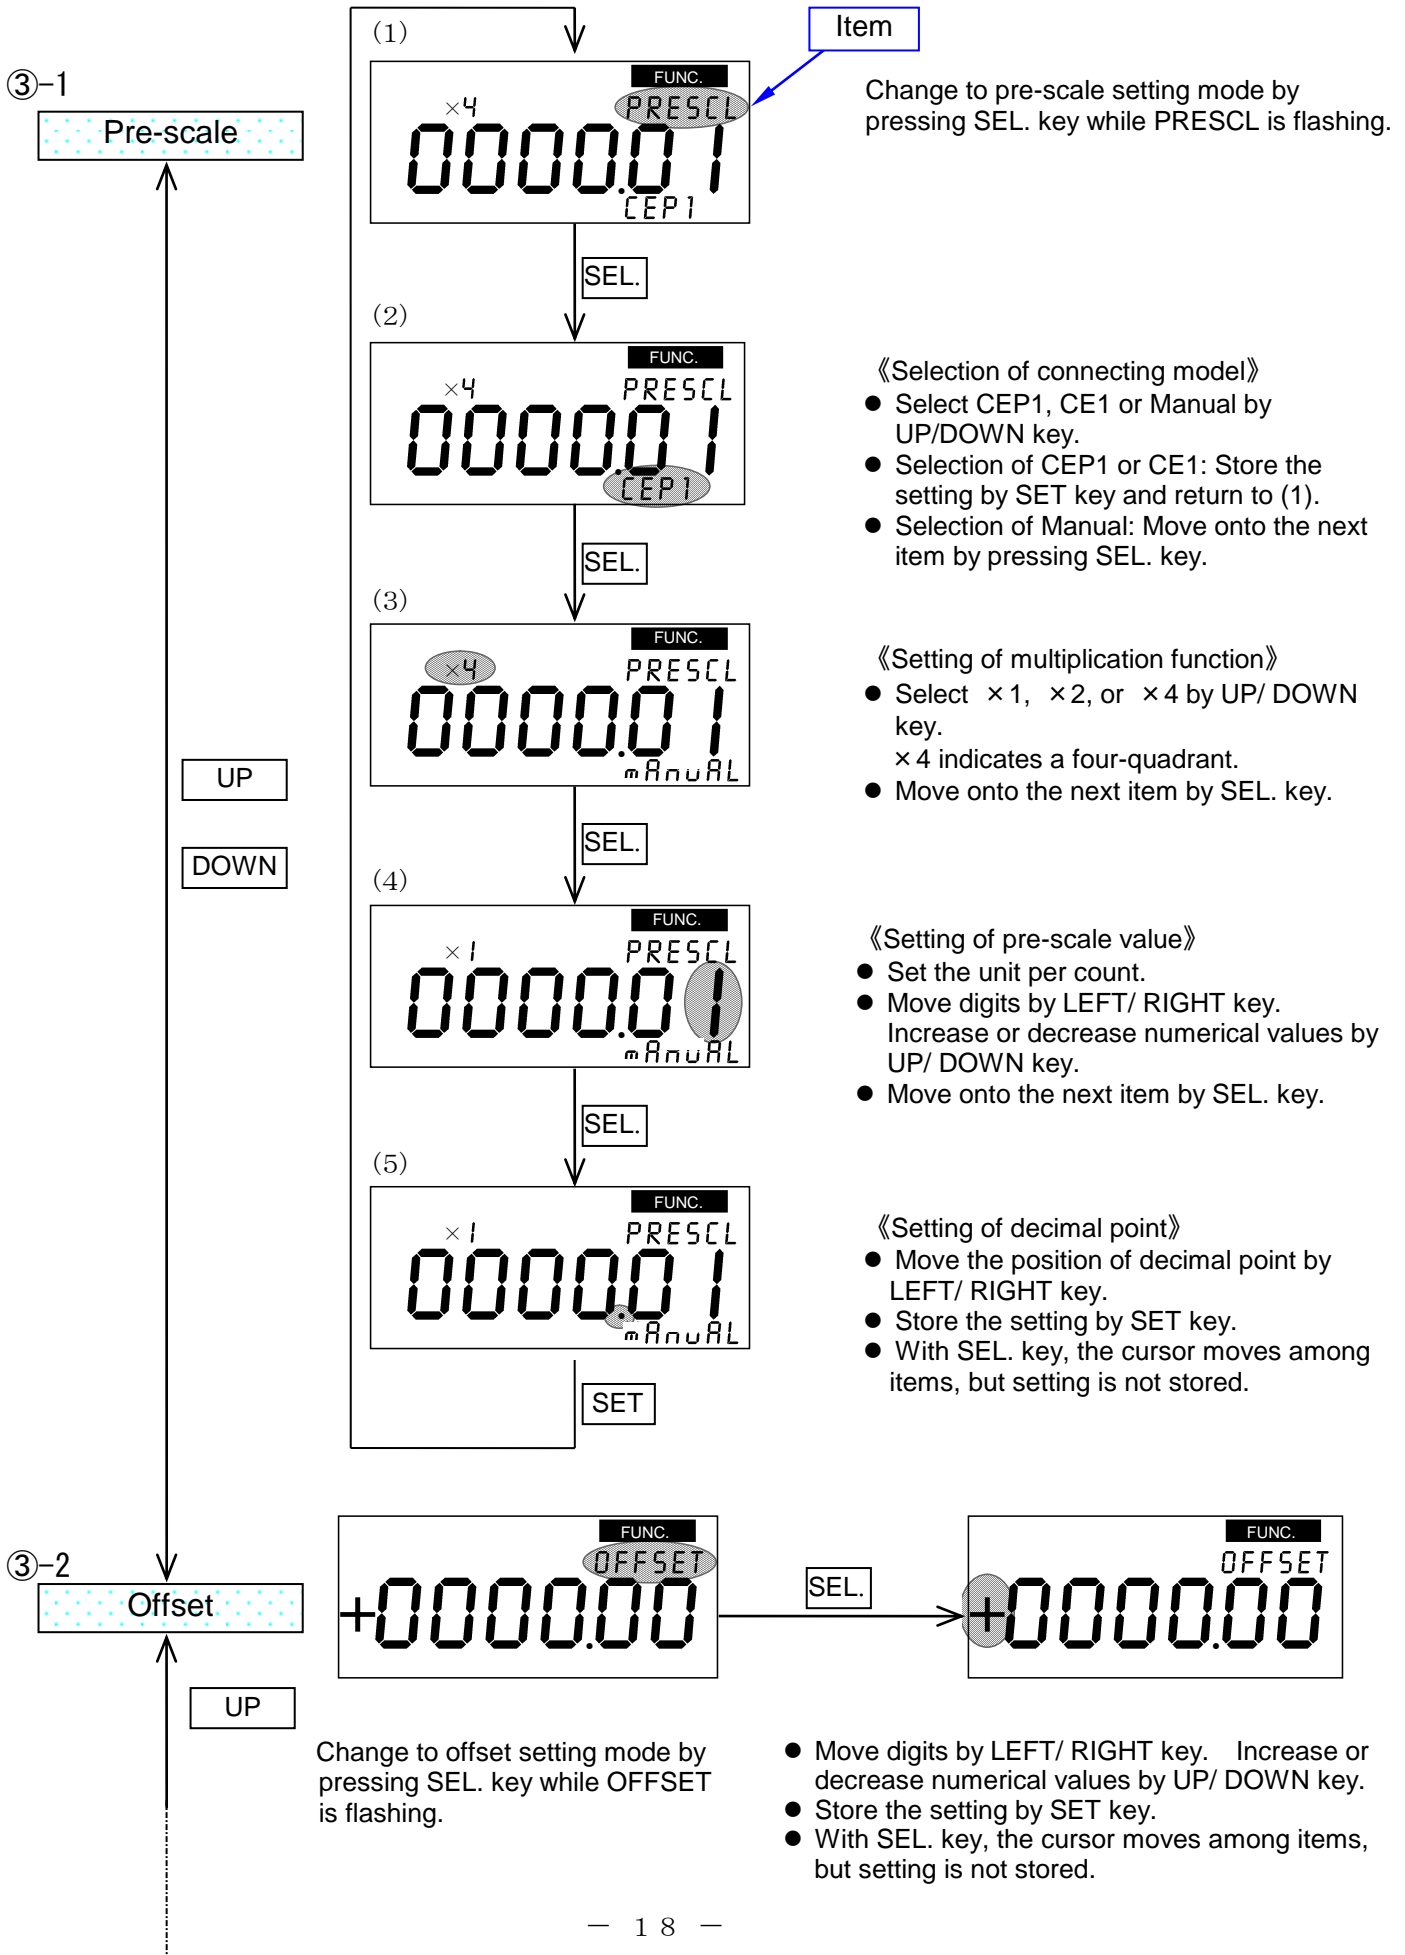 (1)
Item
③-1
Pre-scale
FUNC.
×4 PRESCL
0000.01
CEP1
Change to pre-scale setting mode by
pressing SEL. key while PRESCL is flashing.
SEL.
(2)
FUNC.
×4 PRESCL
0000.01
CEP1
《Selection of connecting model》
● Select CEP1, CE1 or Manual by
UP/DOWN key.
● Selection of CEP1 or CE1: Store the
setting by SET key and return to (1).
● Selection of Manual: Move onto the next
item by pressing SEL. key.
SEL.
(3)
FUNC.
×4 PRESCL
0000.01
mAnuAL
《Setting of multiplication function》
● Select ×1, ×2, or ×4 by UP/ DOWN
key.
×4 indicates a four-quadrant.
● Move onto the next item by SEL. key.
UP
DOWN
SEL.
(4)
FUNC.
×1 PRESCL
0000.01
mAnuAL
《Setting of pre-scale value》
● Set the unit per count.
● Move digits by LEFT/ RIGHT key.
Increase or decrease numerical values by
UP/ DOWN key.
● Move onto the next item by SEL. key.
SEL.
(5)
FUNC.
×1 PRESCL
0000.01
mAnuAL
《Setting of decimal point》
● Move the position of decimal point by
LEFT/ RIGHT key.
● Store the setting by SET key.
● With SEL. key, the cursor moves among
items, but setting is not stored.
SET
③-2
Offset
FUNC.
OFFSET
+0000.00
SEL.
FUNC.
OFFSET
+0000.00
UP
Change to offset setting mode by
pressing SEL. key while OFFSET
is flashing.
● Move digits by LEFT/ RIGHT key. Increase or
decrease numerical values by UP/ DOWN key.
● Store the setting by SET key.
● With SEL. key, the cursor moves among items,
but setting is not stored.
－ 18 －